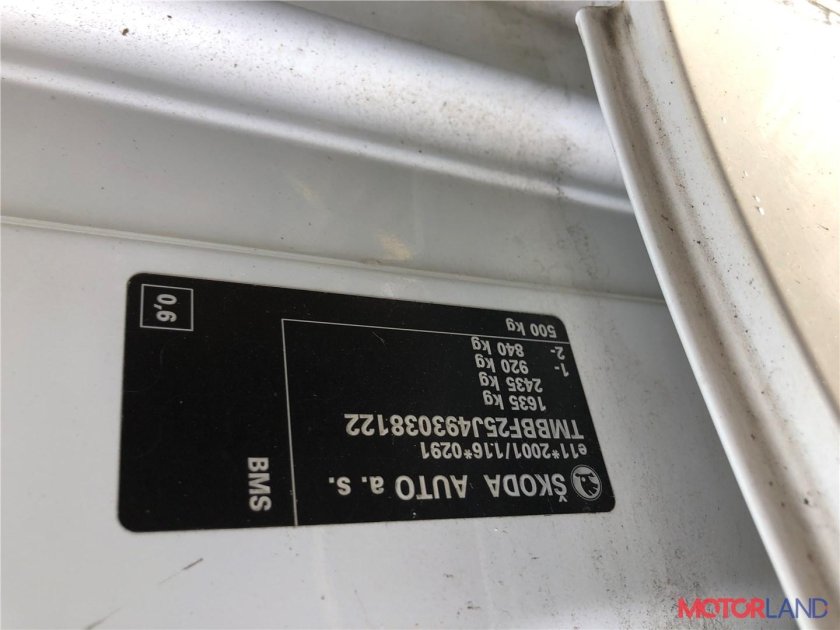 ŠKODA AUTO a. s.
e11*2001/116*0291
TMBBF25J493038122
1635 kg
2435 kg
1- 920 kg
2- 840 kg
500 kg
BMS
0,6
MOTORLAND